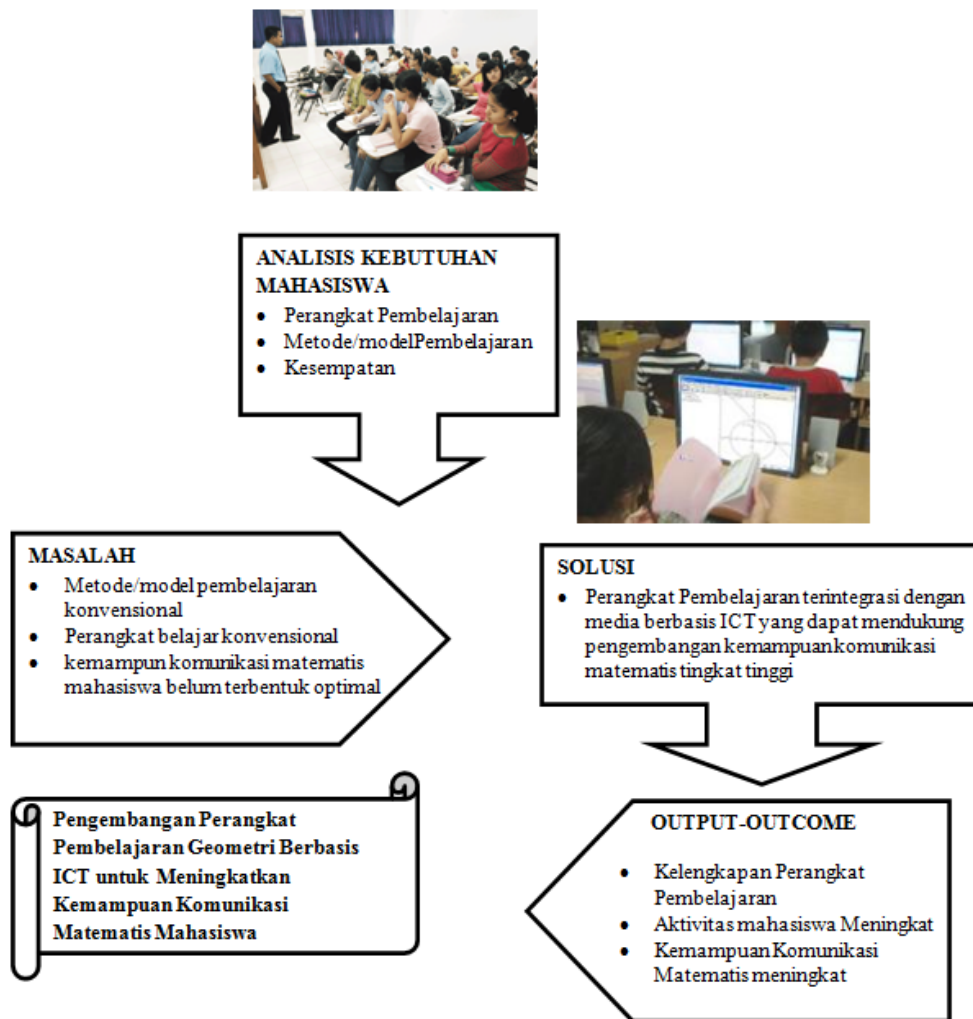 ANALISIS KEBUTUHAN
MAHASISWA
• Perangkat Pembelajaran
• Metode/modelPembelajaran
• Kesempatan
MASALAH
• Metode/model pembelajaran
konvensional
• Perangkat belajar konvensional
• kemampun komunikasi matematis
mahasiswa belum terbentuk optimal
SOLUSI
• Perangkat Pembelajaran terintegrasi dengan
media berbasis ICT yang dapat mendukung
pengembangan kemampuan komunikasi
matematis tingkat tinggi
OUTPUT-OUTCOME
• Kelengkapan Perangkat
Pembelajaran
• Aktivitas mahasiswa Meningkat
• Kemampuan Komunikasi
Matematis meningkat
Pengembangan Perangkat
Pembelajaran Geometri Berbasis
ICT untuk Meningkatkan
Kemampuan Komunikasi
Matematis Mahasiswa